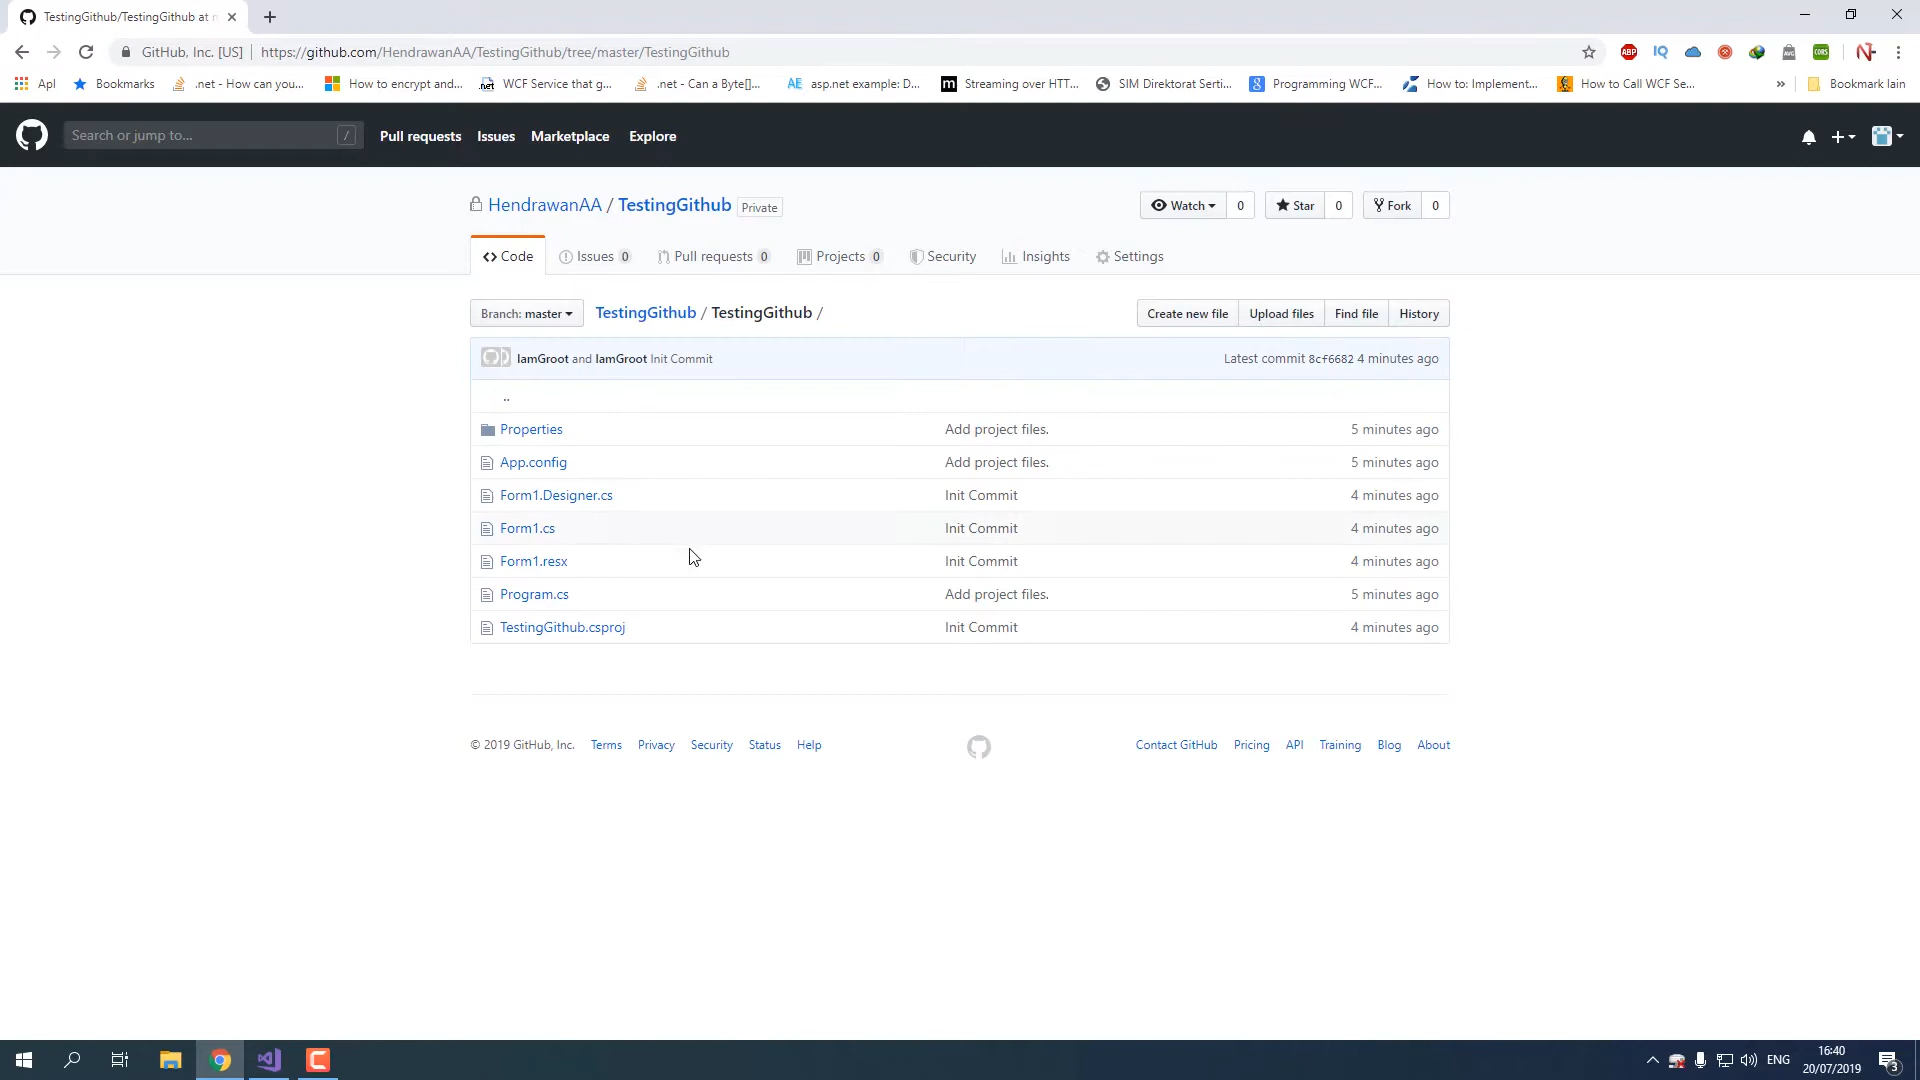 TestingGithub/TestingGithub at m
GitHub, Inc. [US] https://github.com/HendrawanAA/TestingGithub/tree/master/TestingGithub
ABP IQ AVG CORS
Apl Bookmarks .net - How can you... How to encrypt and... .net WCF Service that g... .net - Can a Byte[]... AE asp.net example: D... m Streaming over HTT... SIM Direktorat Serti... Programming WCF... How to: Implement... How to Call WCF Se... » Bookmark lain
Search or jump to... / Pull requests Issues Marketplace Explore
HendrawanAA / TestingGithub Private Watch 0 Star 0 Fork 0
Code Issues 0 Pull requests 0 Projects 0 Security Insights Settings
Branch: master TestingGithub / TestingGithub / Create new file Upload files Find file History
IamGroot and IamGroot Init Commit Latest commit 8cf6682 4 minutes ago
..
Properties Add project files. 5 minutes ago
App.config Add project files. 5 minutes ago
Form1.Designer.cs Init Commit 4 minutes ago
Form1.cs Init Commit 4 minutes ago
Form1.resx Init Commit 4 minutes ago
Program.cs Add project files. 5 minutes ago
TestingGithub.csproj Init Commit 4 minutes ago
© 2019 GitHub, Inc. Terms Privacy Security Status Help Contact GitHub Pricing API Training Blog About
ENG 16:40 3
20/07/2019